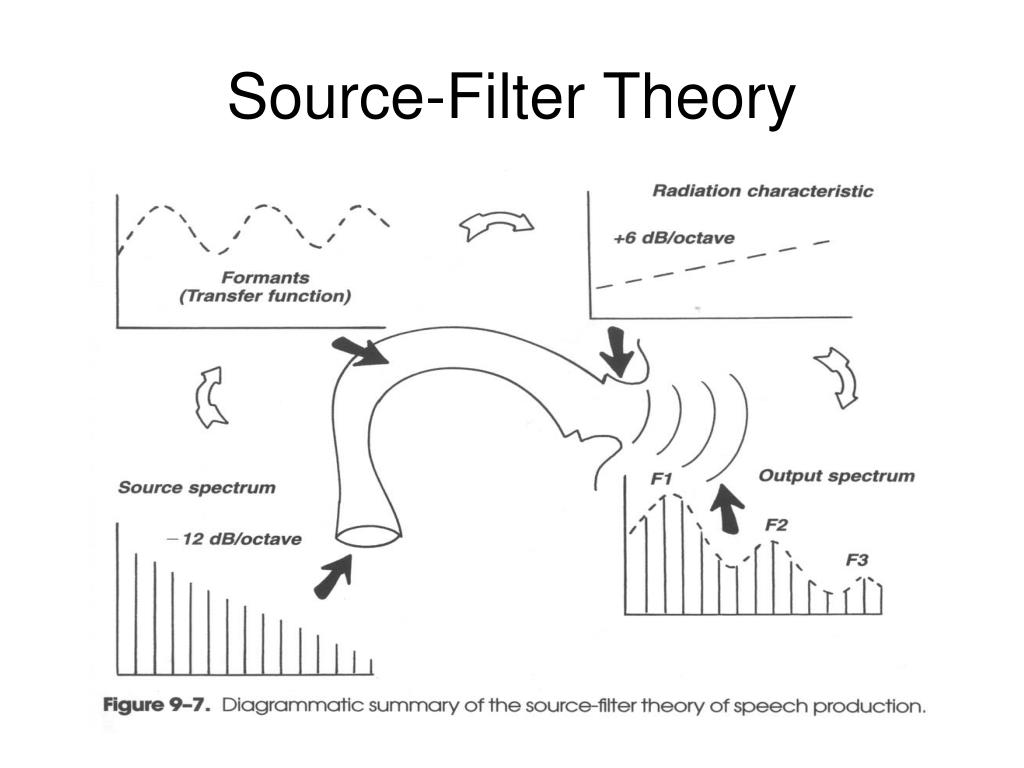 Source-Filter Theory
Radiation characteristic
+6 dB/octave
Formants
(Transfer function)
Source spectrum
– 12 dB/octave
Output spectrum
F1
F2
F3
Figure 9–7. Diagrammatic summary of the source-filter theory of speech production.